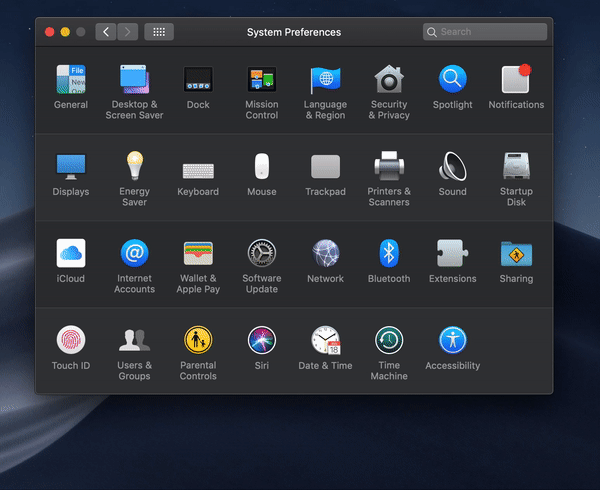 System Preferences
Search
File
New
General
Desktop &
Screen Saver
Dock
Mission
Control
Language
& Region
Security
& Privacy
Spotlight
Notifications
Displays
Energy
Saver
Keyboard
Mouse
Trackpad
Printers &
Scanners
Sound
Startup
Disk
iCloud
Internet
Accounts
Wallet &
Apple Pay
Software
Update
Network
Bluetooth
Extensions
Sharing
Touch ID
Users &
Groups
Parental
Controls
Siri
18
Date & Time
Time
Machine
Accessibility